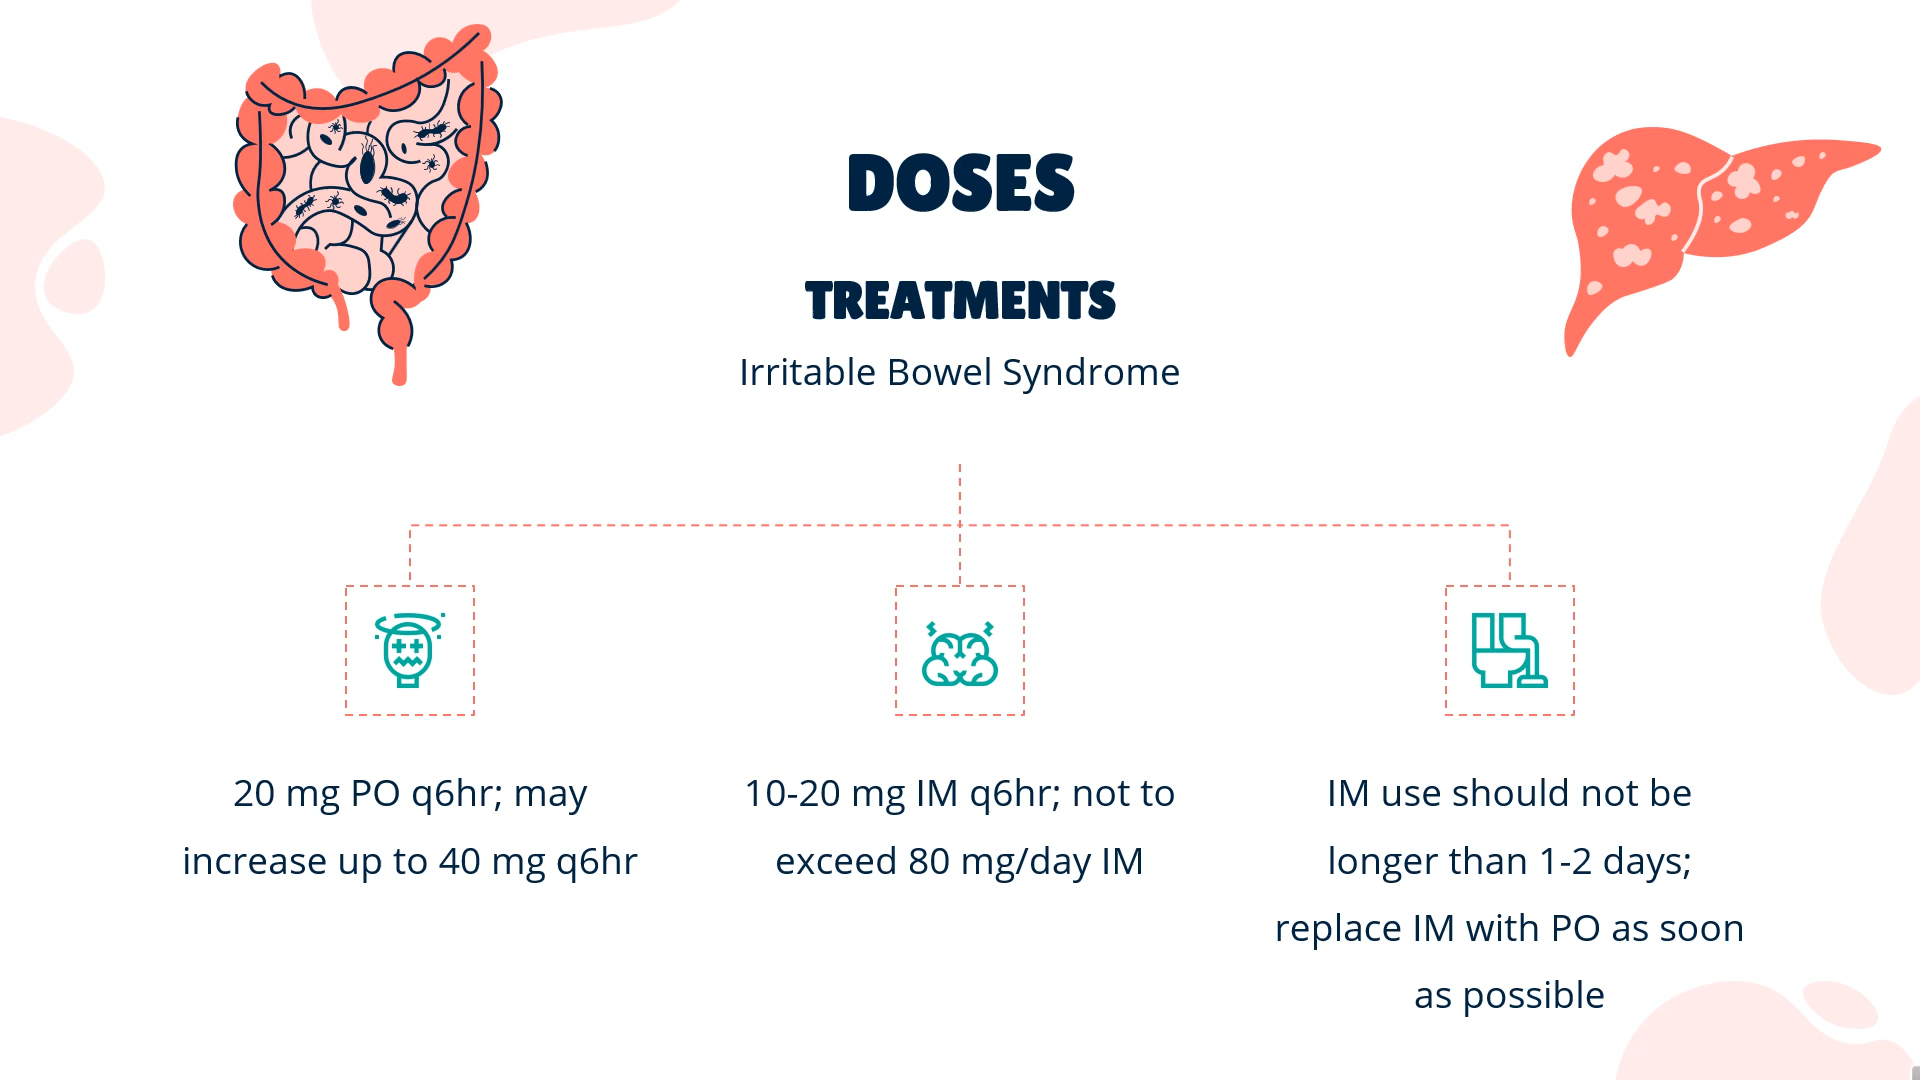 DOSES
TREATMENTS
Irritable Bowel Syndrome
20 mg PO q6hr; may
increase up to 40 mg q6hr
10-20 mg IM q6hr; not to
exceed 80 mg/day IM
IM use should not be
longer than 1-2 days;
replace IM with PO as soon
as possible